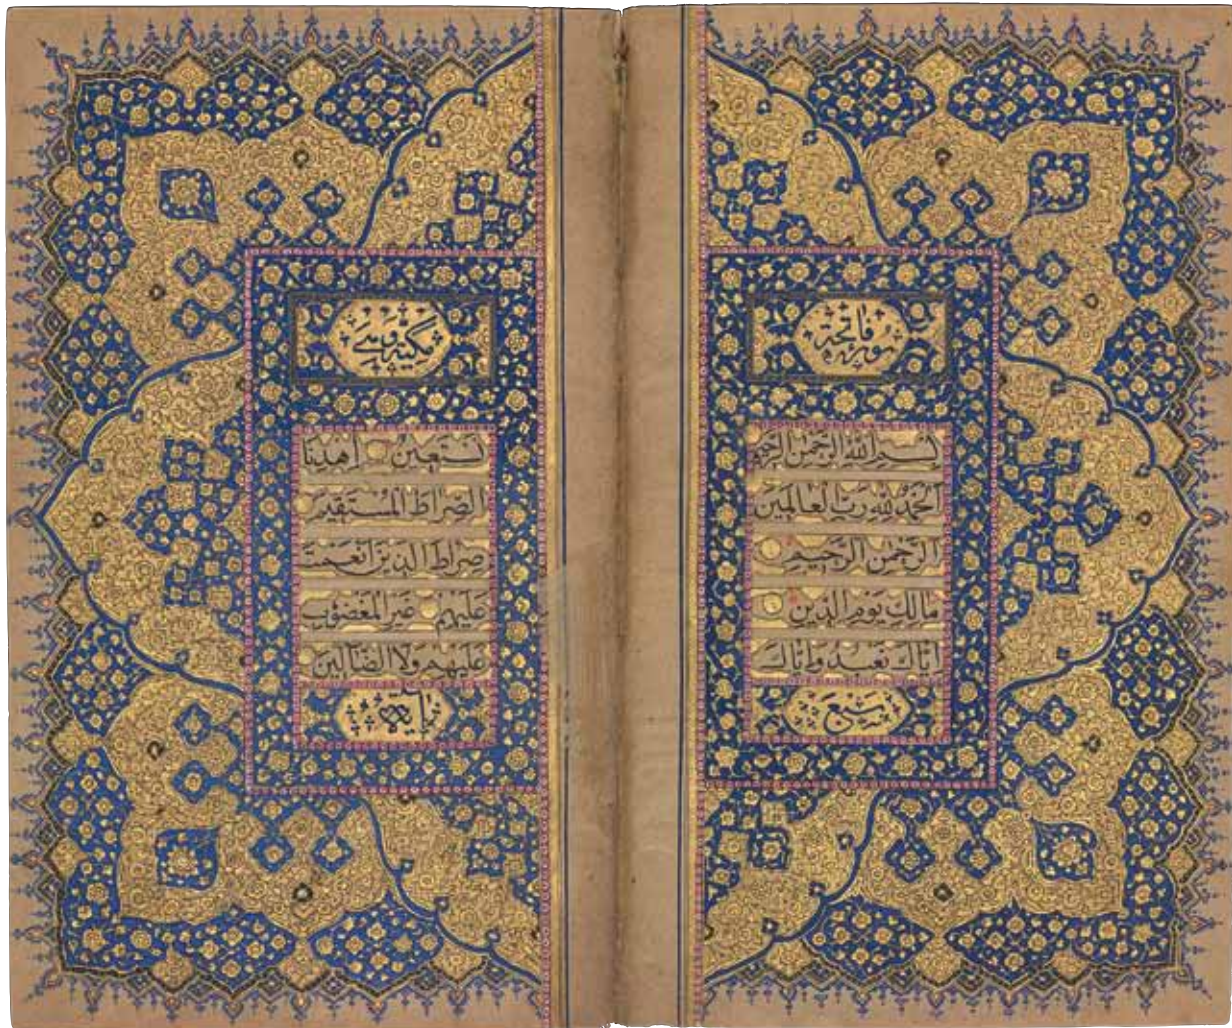 سورة فاتحة
بسم الله الرحمن الرحيم
الحمد لله رب العالمين
الرحمن الرحيم
مالك يوم الدين
اياك نعبد واياك
سبع
مكية وهي
نستعين اهدنا
الصراط المستقيم
صراط الذين انعمت
عليهم غير المغضوب
عليهم ولا الضالين